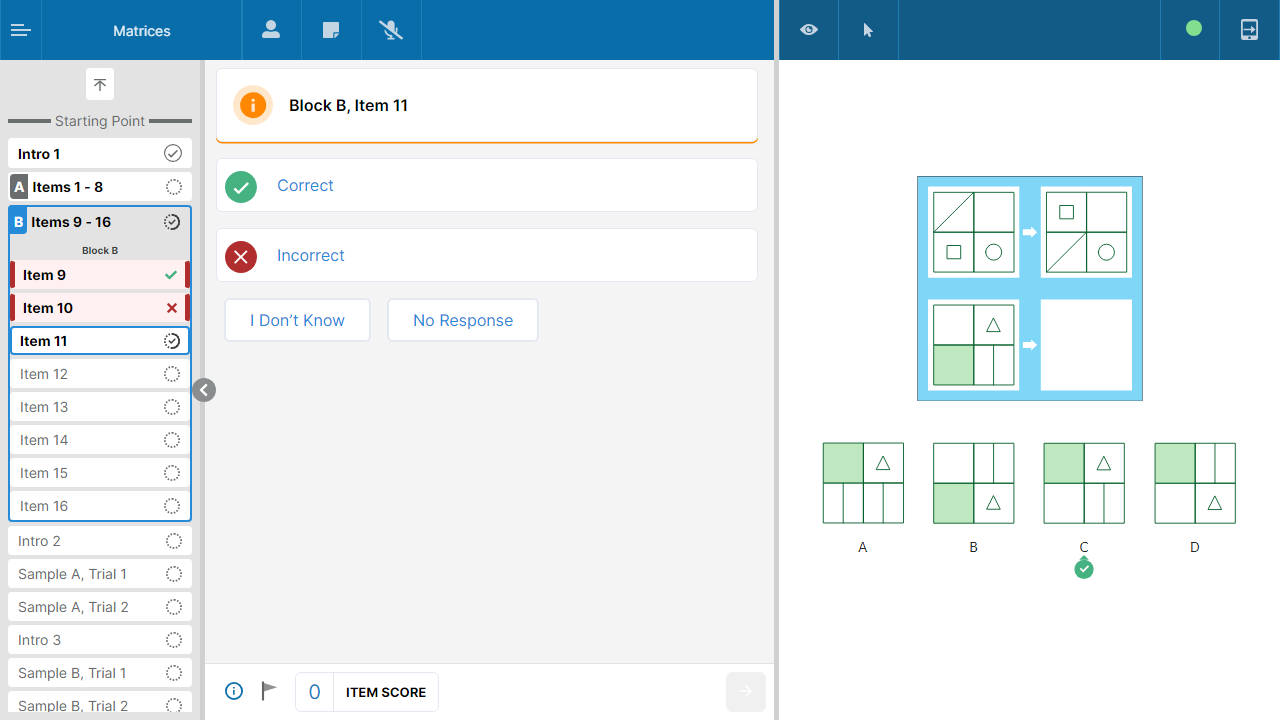 Matrices
Starting Point
Intro 1
A Items 1 - 8
B Items 9 - 16
Block B
Item 9
Item 10
Item 11
Item 12
Item 13
Item 14
Item 15
Item 16
Intro 2
Sample A, Trial 1
Sample A, Trial 2
Intro 3
Sample B, Trial 1
Sample B, Trial 2
Block B, Item 11
Correct
Incorrect
I Don’t Know No Response
0 ITEM SCORE
A B C D